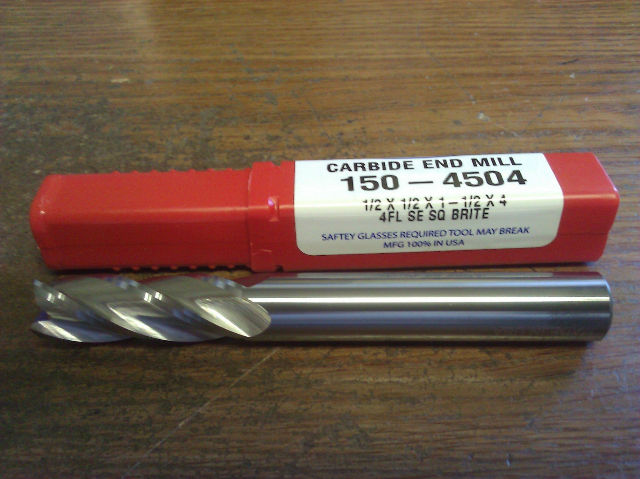 CARBIDE END MILL
150 – 4504
1/2 X 1/2 X 1 – 1/2 X 4
4FL SE SQ BRITE
SAFTEY GLASSES REQUIRED TOOL MAY BREAK
MFG 100% IN USA